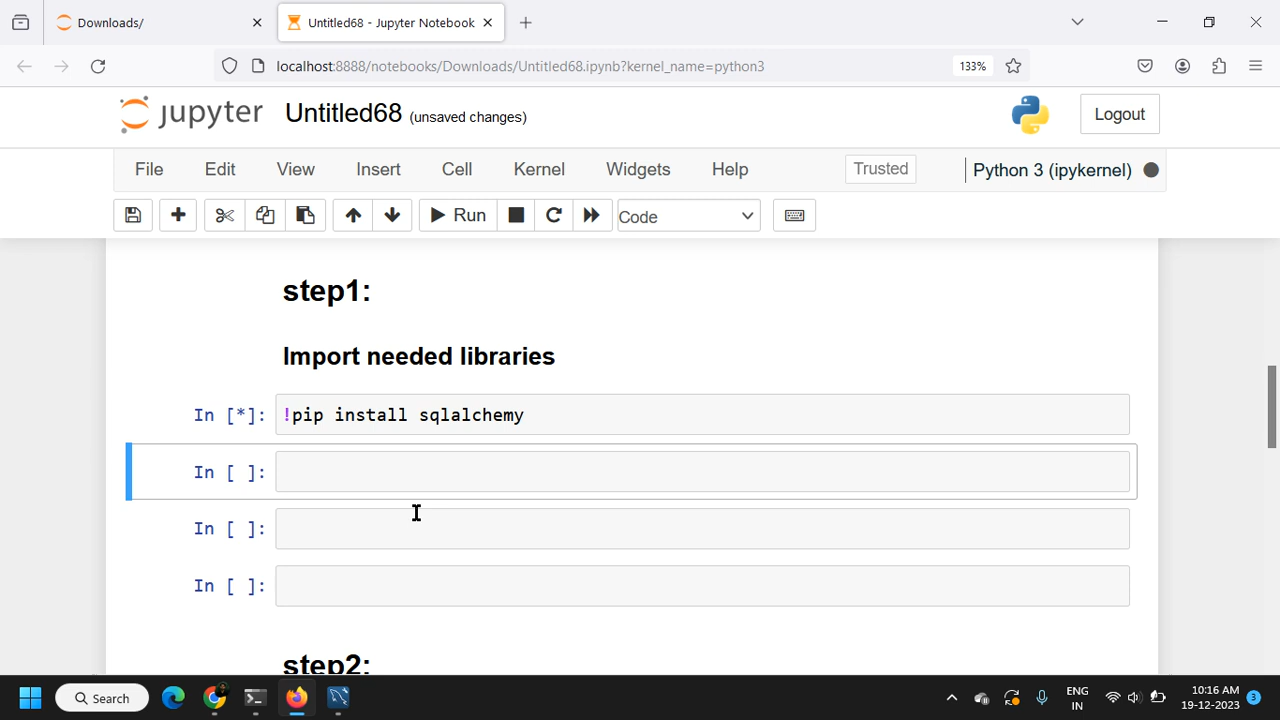 Downloads/
Untitled68 - Jupyter Notebook
localhost:8888/notebooks/Downloads/Untitled68.ipynb?kernel_name=python3
133%
jupyter
Untitled68 (unsaved changes)
Logout
File Edit View Insert Cell Kernel Widgets Help
Trusted
Python 3 (ipykernel)
Run
Code
step1:
Import needed libraries
In [*]: !pip install sqlalchemy
In [ ]:
In [ ]:
In [ ]:
step2:
Search
ENG
IN
10:16 AM
19-12-2023
3